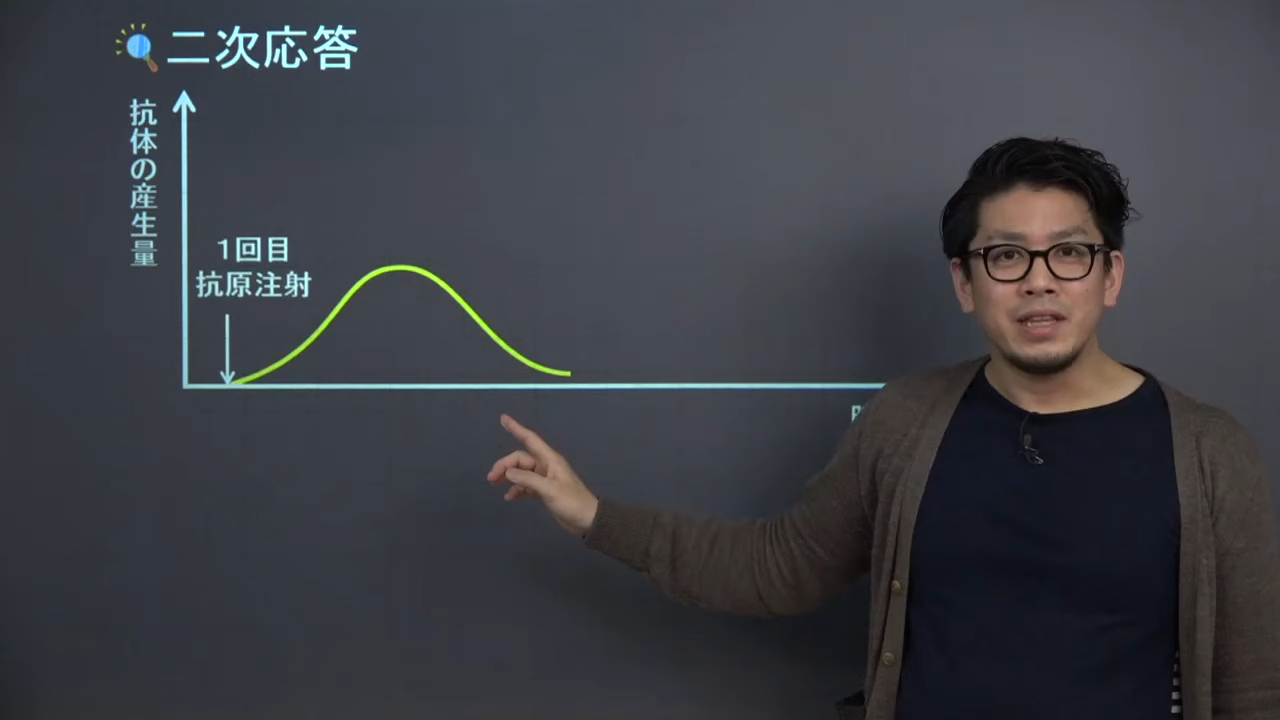 二次応答
抗体の産生量
1回目
抗原注射